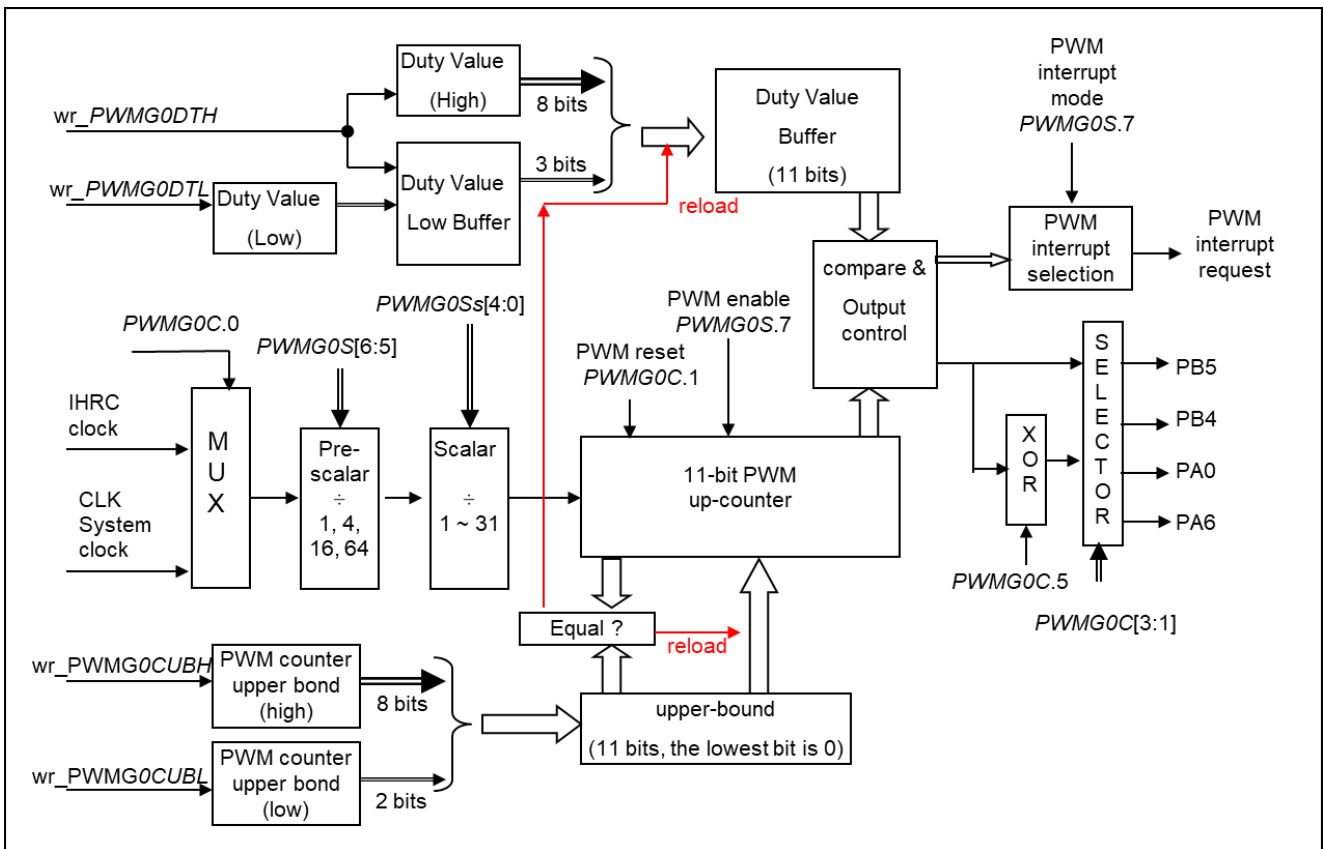 wr_PWMG0DTH
Duty Value
(High)
8 bits
Duty Value
Buffer
(11 bits)
PWM
interrupt
mode
PWMG0S.7
wr_PWMG0DTL
Duty Value
(Low)
Duty Value
Low Buffer
3 bits
reload
compare &
Output
control
PWM
interrupt
selection
PWM
interrupt
request
PWMG0C.0
PWMG0S[6:5]
PWMG0Ss[4:0]
PWM enable
PWMG0S.7
PWM reset
PWMG0C.1
IHRC
clock
CLK
System
clock
M
U
X
Pre-
scalar
÷
1, 4,
16, 64
Scalar
÷
1 ~ 31
11-bit PWM
up-counter
X
O
R
S
E
L
E
C
T
O
R
PB5
PB4
PA0
PA6
PWMG0C.5
PWMG0C[3:1]
Equal ?
reload
wr_PWMG0CUBH
PWM counter
upper bond
(high)
8 bits
wr_PWMG0CUBL
PWM counter
upper bond
(low)
2 bits
upper-bound
(11 bits, the lowest bit is 0)